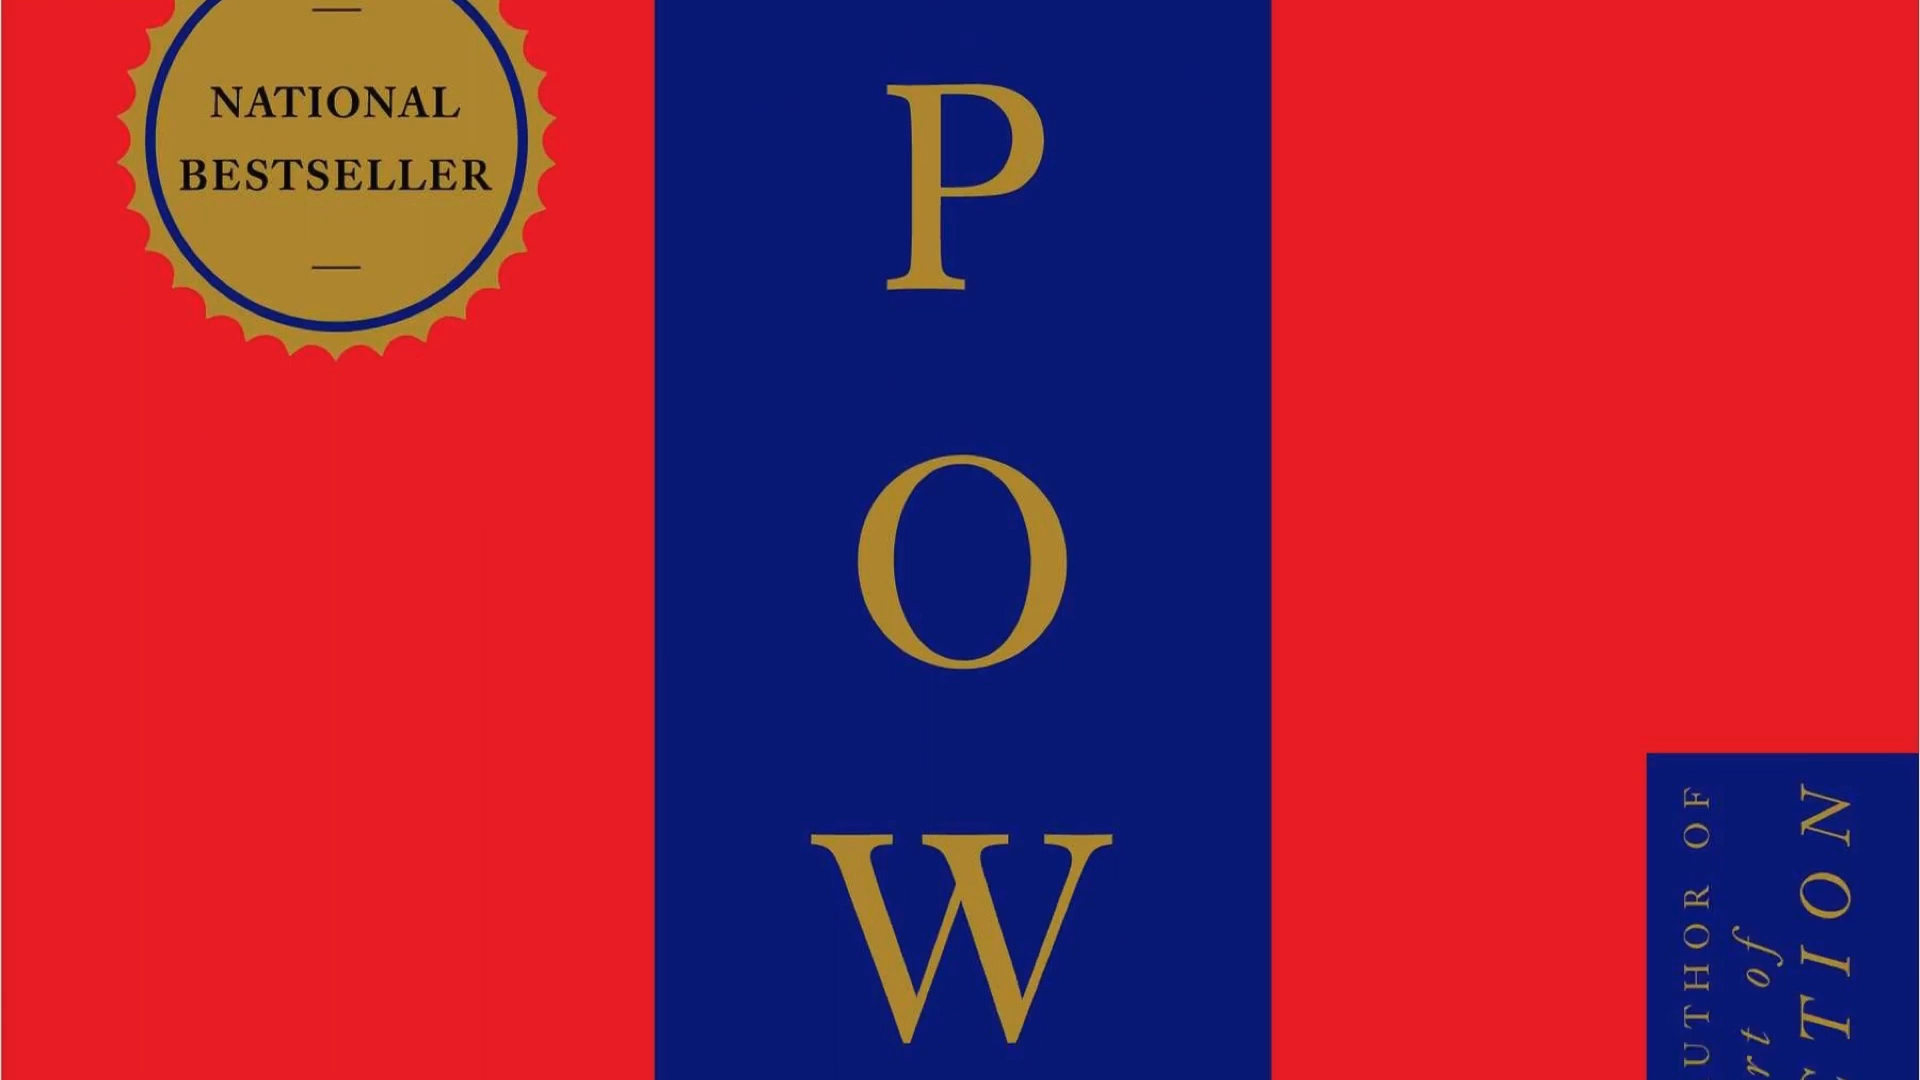 NATIONAL
BESTSELLER
P
O
W
UTHOR OF
rt of
TION